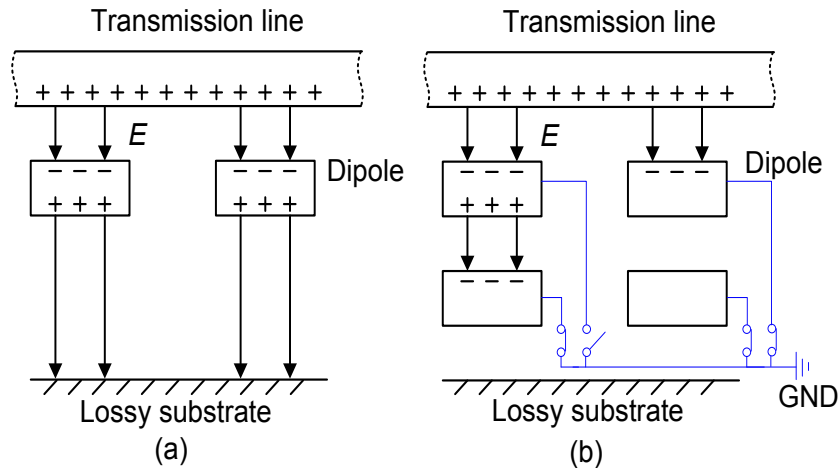 Transmission line
+ + + + + + + + + + + +
E
− − −
+ + +
− − −
+ + +
Dipole
Lossy substrate
(a)
Transmission line
+ + + + + + + + + + + +
E
− − −
+ + +
− − −
− − −
Dipole
GND
Lossy substrate
(b)